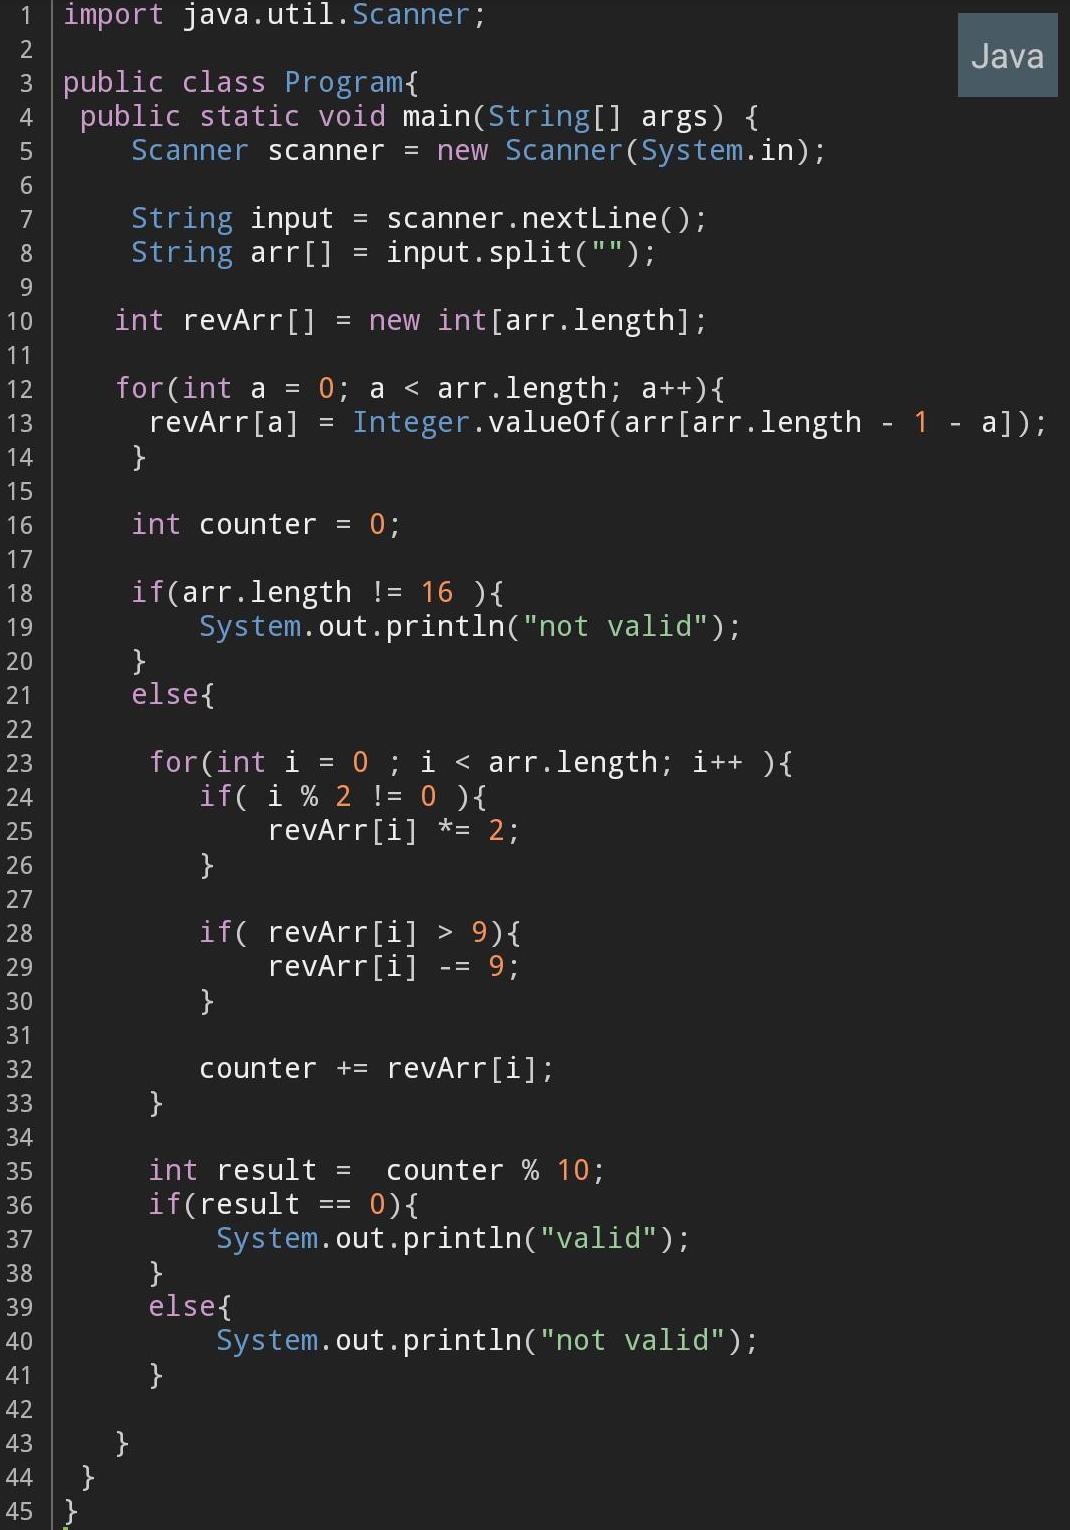 1 import java.util.Scanner;
2
Java
3 public class Program{
4 public static void main(String[] args) {
5 Scanner scanner = new Scanner(System.in);
6
7 String input = scanner.nextLine();
8 String arr[] = input.split("");
9
10 int revArr[] = new int[arr.length];
11
12 for(int a = 0; a < arr.length; a++){
13 revArr[a] = Integer.valueOf(arr[arr.length - 1 - a]);
14 }
15
16 int counter = 0;
17
18 if(arr.length != 16 ){
19 System.out.println("not valid");
20 }
21 else{
22
23 for(int i = 0 ; i < arr.length; i++ ){
24 if( i % 2 != 0 ){
25 revArr[i] *= 2;
26 }
27
28 if( revArr[i] > 9){
29 revArr[i] -= 9;
30 }
31
32 counter += revArr[i];
33 }
34
35 int result =  counter % 10;
36 if(result == 0){
37 System.out.println("valid");
38 }
39 else{
40 System.out.println("not valid");
41 }
42
43 }
44 }
45 }